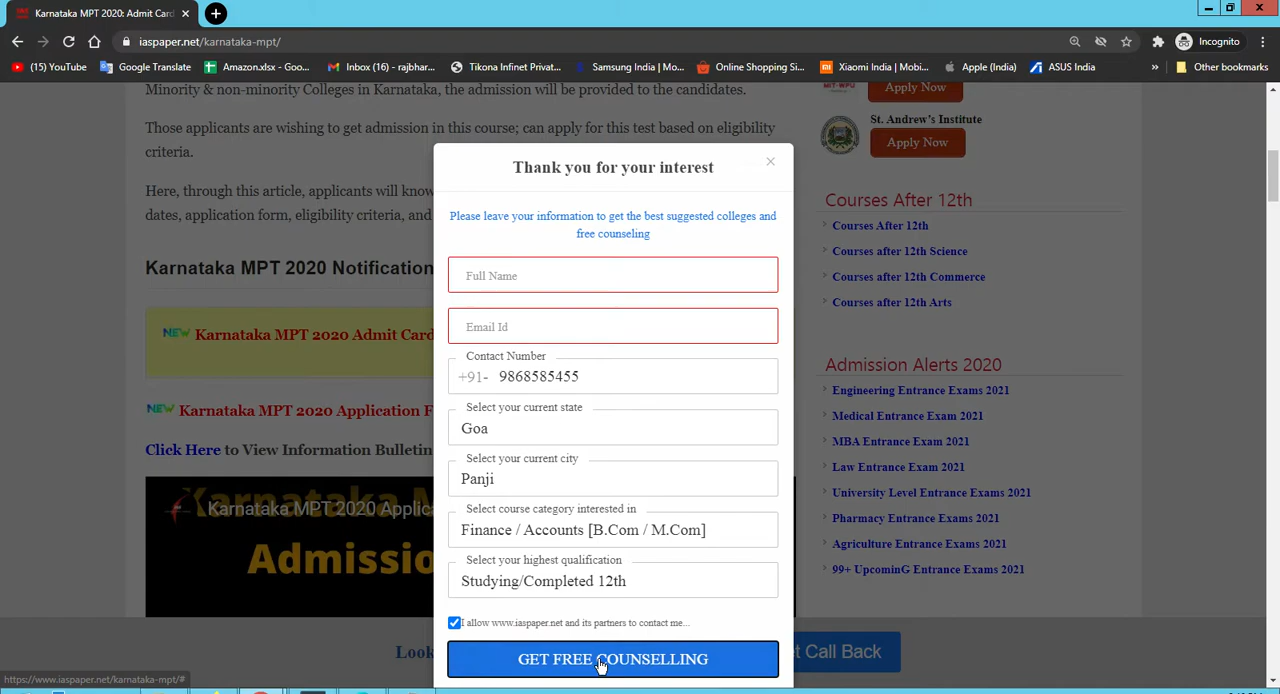 Karnataka MPT 2020: Admit Card
iaspaper.net/karnataka-mpt/
Incognito
(15) YouTube
Google Translate
Amazon.xlsx - Goo...
Inbox (16) - rajbhar...
Tikona Infinet Privat...
Samsung India | Mo...
Online Shopping Si...
Xiaomi India | Mobi...
Apple (India)
ASUS India
»
Other bookmarks
Minority & non-minority Colleges in Karnataka, the admission will be provided to the candidates.
Those applicants are wishing to get admission in this course; can apply for this test based on eligibility
criteria.
Here, through this article, applicants will know
dates, application form, eligibility criteria, and
Karnataka MPT 2020 Notification
NEW Karnataka MPT 2020 Admit Card
NEW Karnataka MPT 2020 Application F
Click Here to View Information Bulletin
Karnataka MPT 2020 Applica
Admissio
Look
Thank you for your interest
×
Please leave your information to get the best suggested colleges and
free counseling
Full Name
Email Id
Contact Number
+91- 9868585455
Select your current state
Goa
Select your current city
Panji
Select course category interested in
Finance / Accounts [B.Com / M.Com]
Select your highest qualification
Studying/Completed 12th
I allow www.iaspaper.net and its partners to contact me...
GET FREE COUNSELLING
MIT-WPU
Apply Now
St. Andrew's Institute
Apply Now
Courses After 12th
Courses After 12th
Courses after 12th Science
Courses after 12th Commerce
Courses after 12th Arts
Admission Alerts 2020
Engineering Entrance Exams 2021
Medical Entrance Exam 2021
MBA Entrance Exam 2021
Law Entrance Exam 2021
University Level Entrance Exams 2021
Pharmacy Entrance Exams 2021
Agriculture Entrance Exams 2021
99+ UpcominG Entrance Exams 2021
t Call Back
https://www.iaspaper.net/karnataka-mpt/#